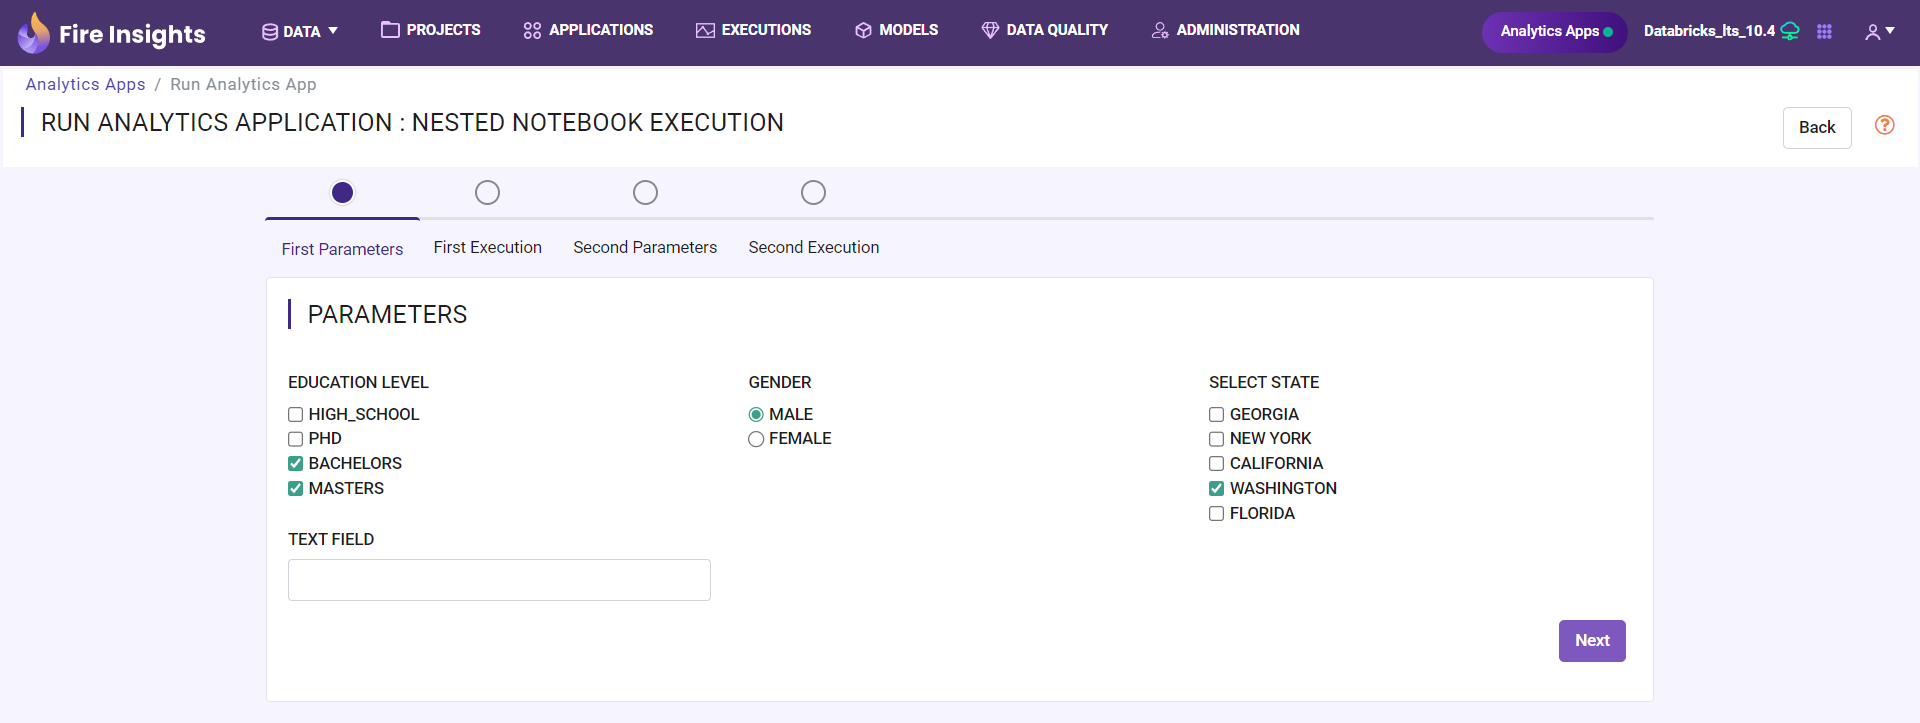 Fire Insights DATA PROJECTS APPLICATIONS EXECUTIONS MODELS DATA QUALITY ADMINISTRATION Analytics Apps Databricks_lts_10.4
Analytics Apps / Run Analytics App
RUN ANALYTICS APPLICATION : NESTED NOTEBOOK EXECUTION
Back
First Parameters First Execution Second Parameters Second Execution
PARAMETERS
EDUCATION LEVEL
HIGH_SCHOOL
PHD
BACHELORS
MASTERS
GENDER
MALE
FEMALE
SELECT STATE
GEORGIA
NEW YORK
CALIFORNIA
WASHINGTON
FLORIDA
TEXT FIELD
Next